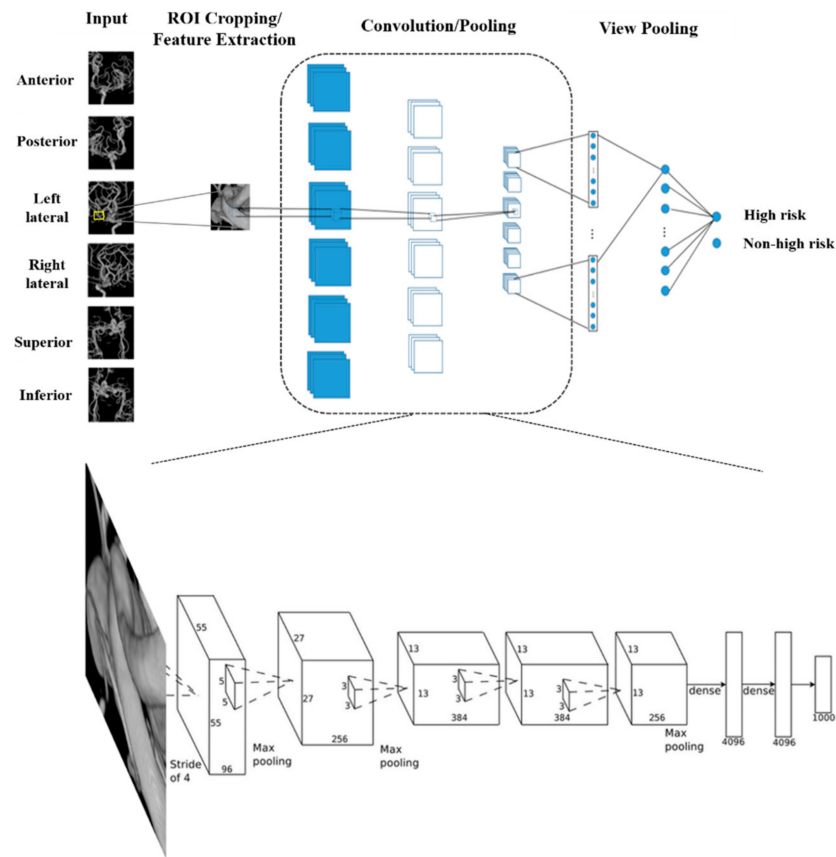 Input
ROI Cropping/
Feature Extraction
Convolution/Pooling
View Pooling
Anterior
Posterior
Left
lateral
Right
lateral
Superior
Inferior
High risk
Non-high risk
55
55
5
5
96
Stride
of 4
Max
pooling
27
27
3
3
256
Max
pooling
13
13
3
3
384
13
13
3
3
384
13
13
256
Max
pooling
dense
4096
dense
4096
1000